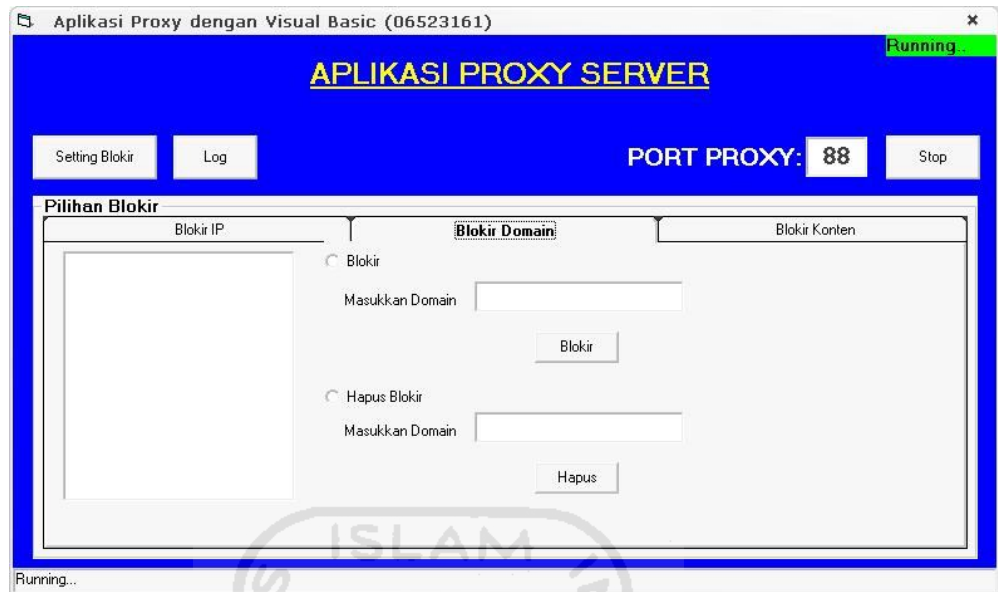 Aplikasi Proxy dengan Visual Basic (06523161)
Running..
APLIKASI PROXY SERVER
Setting Blokir Log PORT PROXY: 88 Stop
Pilihan Blokir
Blokir IP Blokir Domain Blokir Konten
Blokir
Masukkan Domain
Blokir
Hapus Blokir
Masukkan Domain
Hapus
ISLAM
Running...